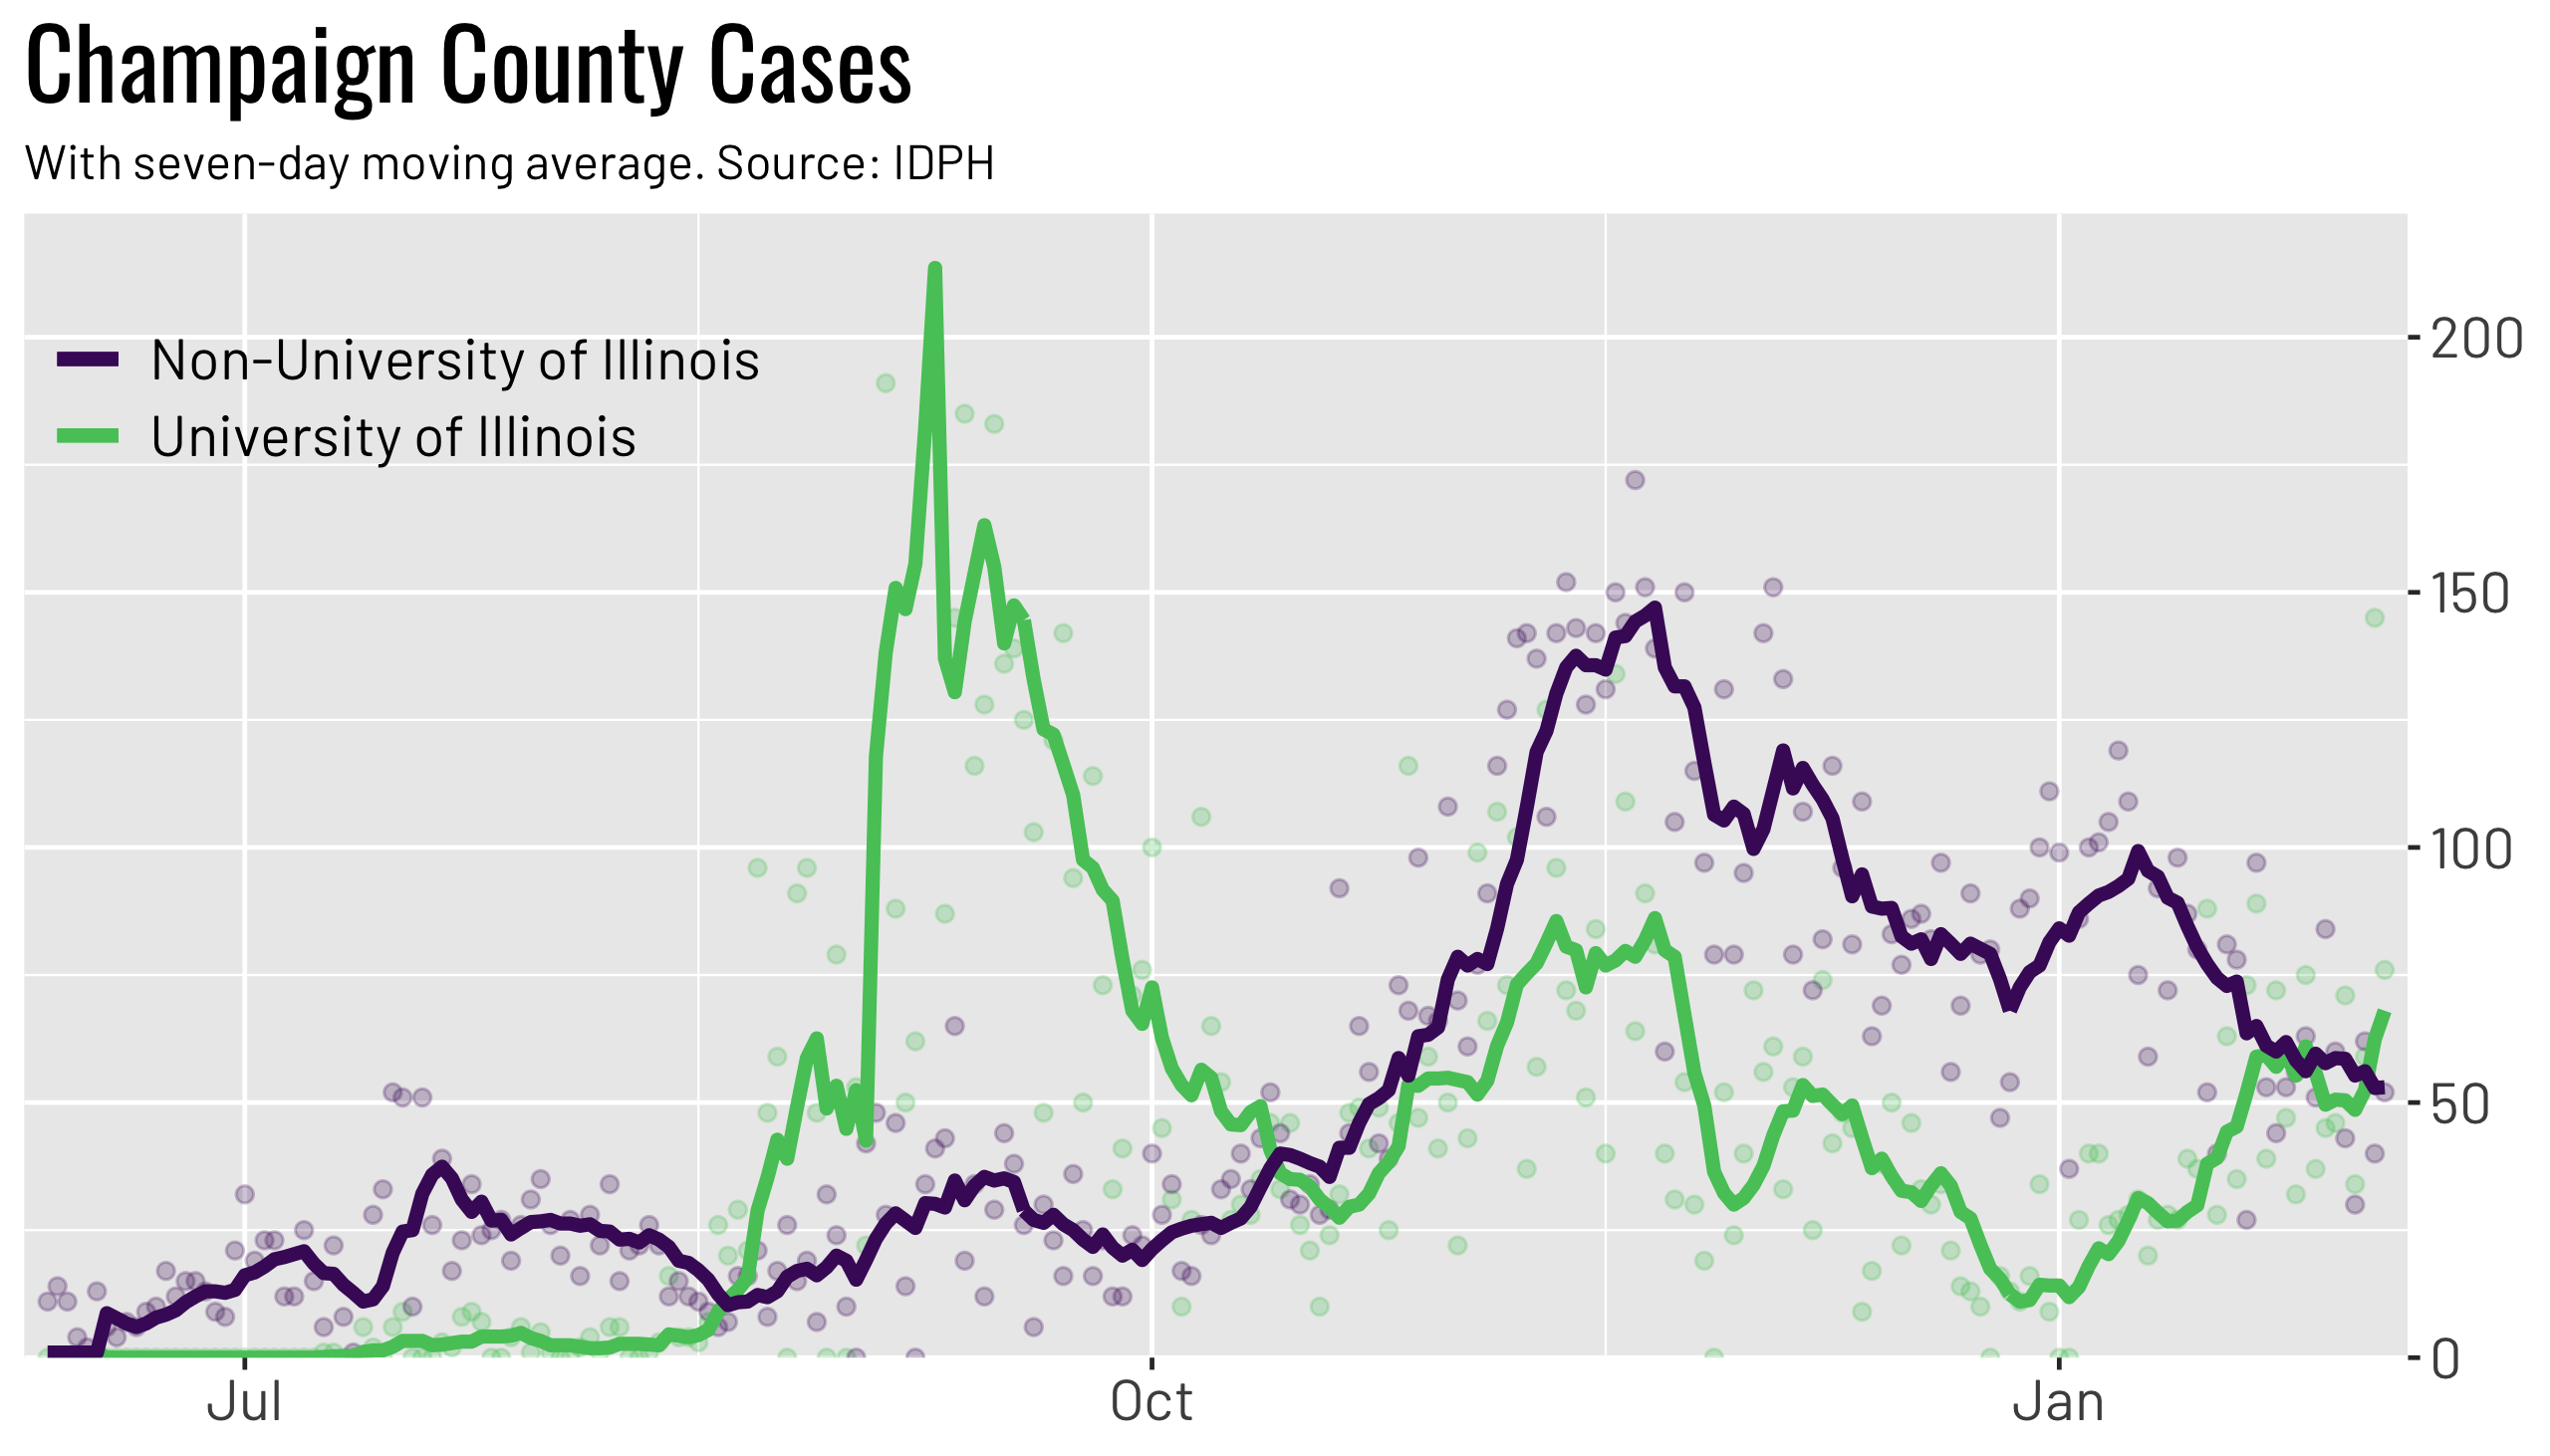 Champaign County Cases
With seven-day moving average. Source: IDPH
Non-University of Illinois
University of Illinois
200
150
100
50
0
Jul Oct Jan